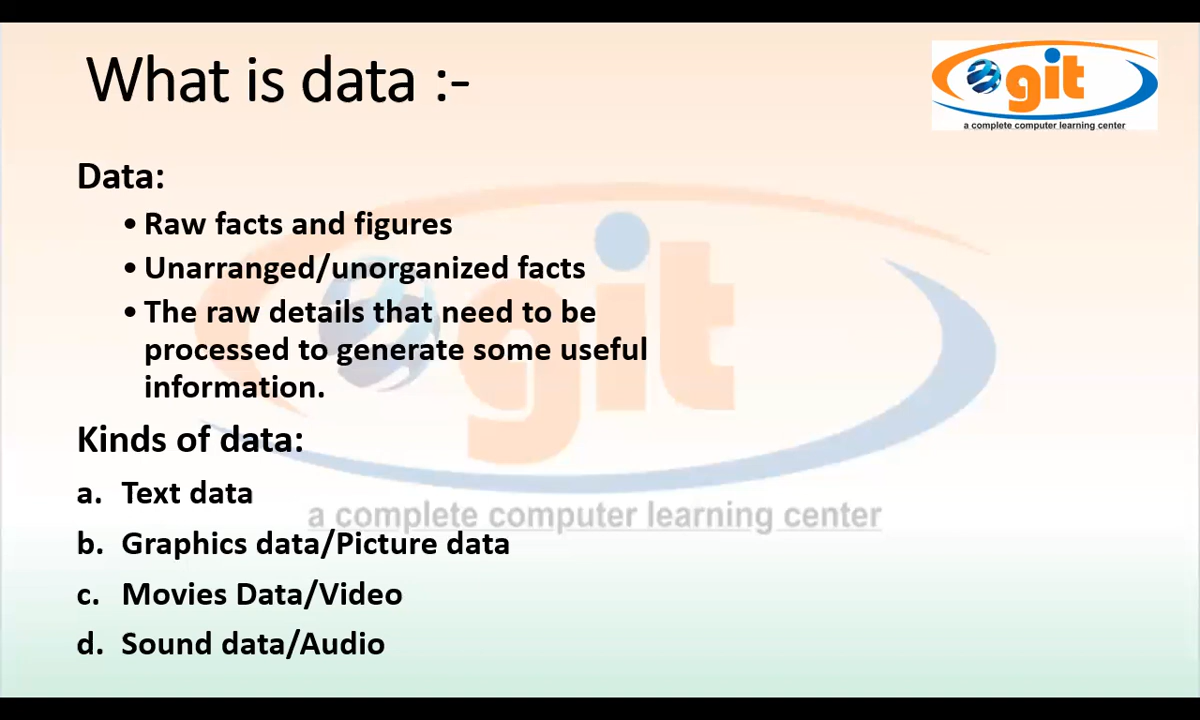 What is data :-
git
a complete computer learning center
Data:
• Raw facts and figures
• Unarranged/unorganized facts
• The raw details that need to be
processed to generate some useful
information.
Kinds of data:
a. Text data
git
a complete computer learning center
b. Graphics data/Picture data
c. Movies Data/Video
d. Sound data/Audio